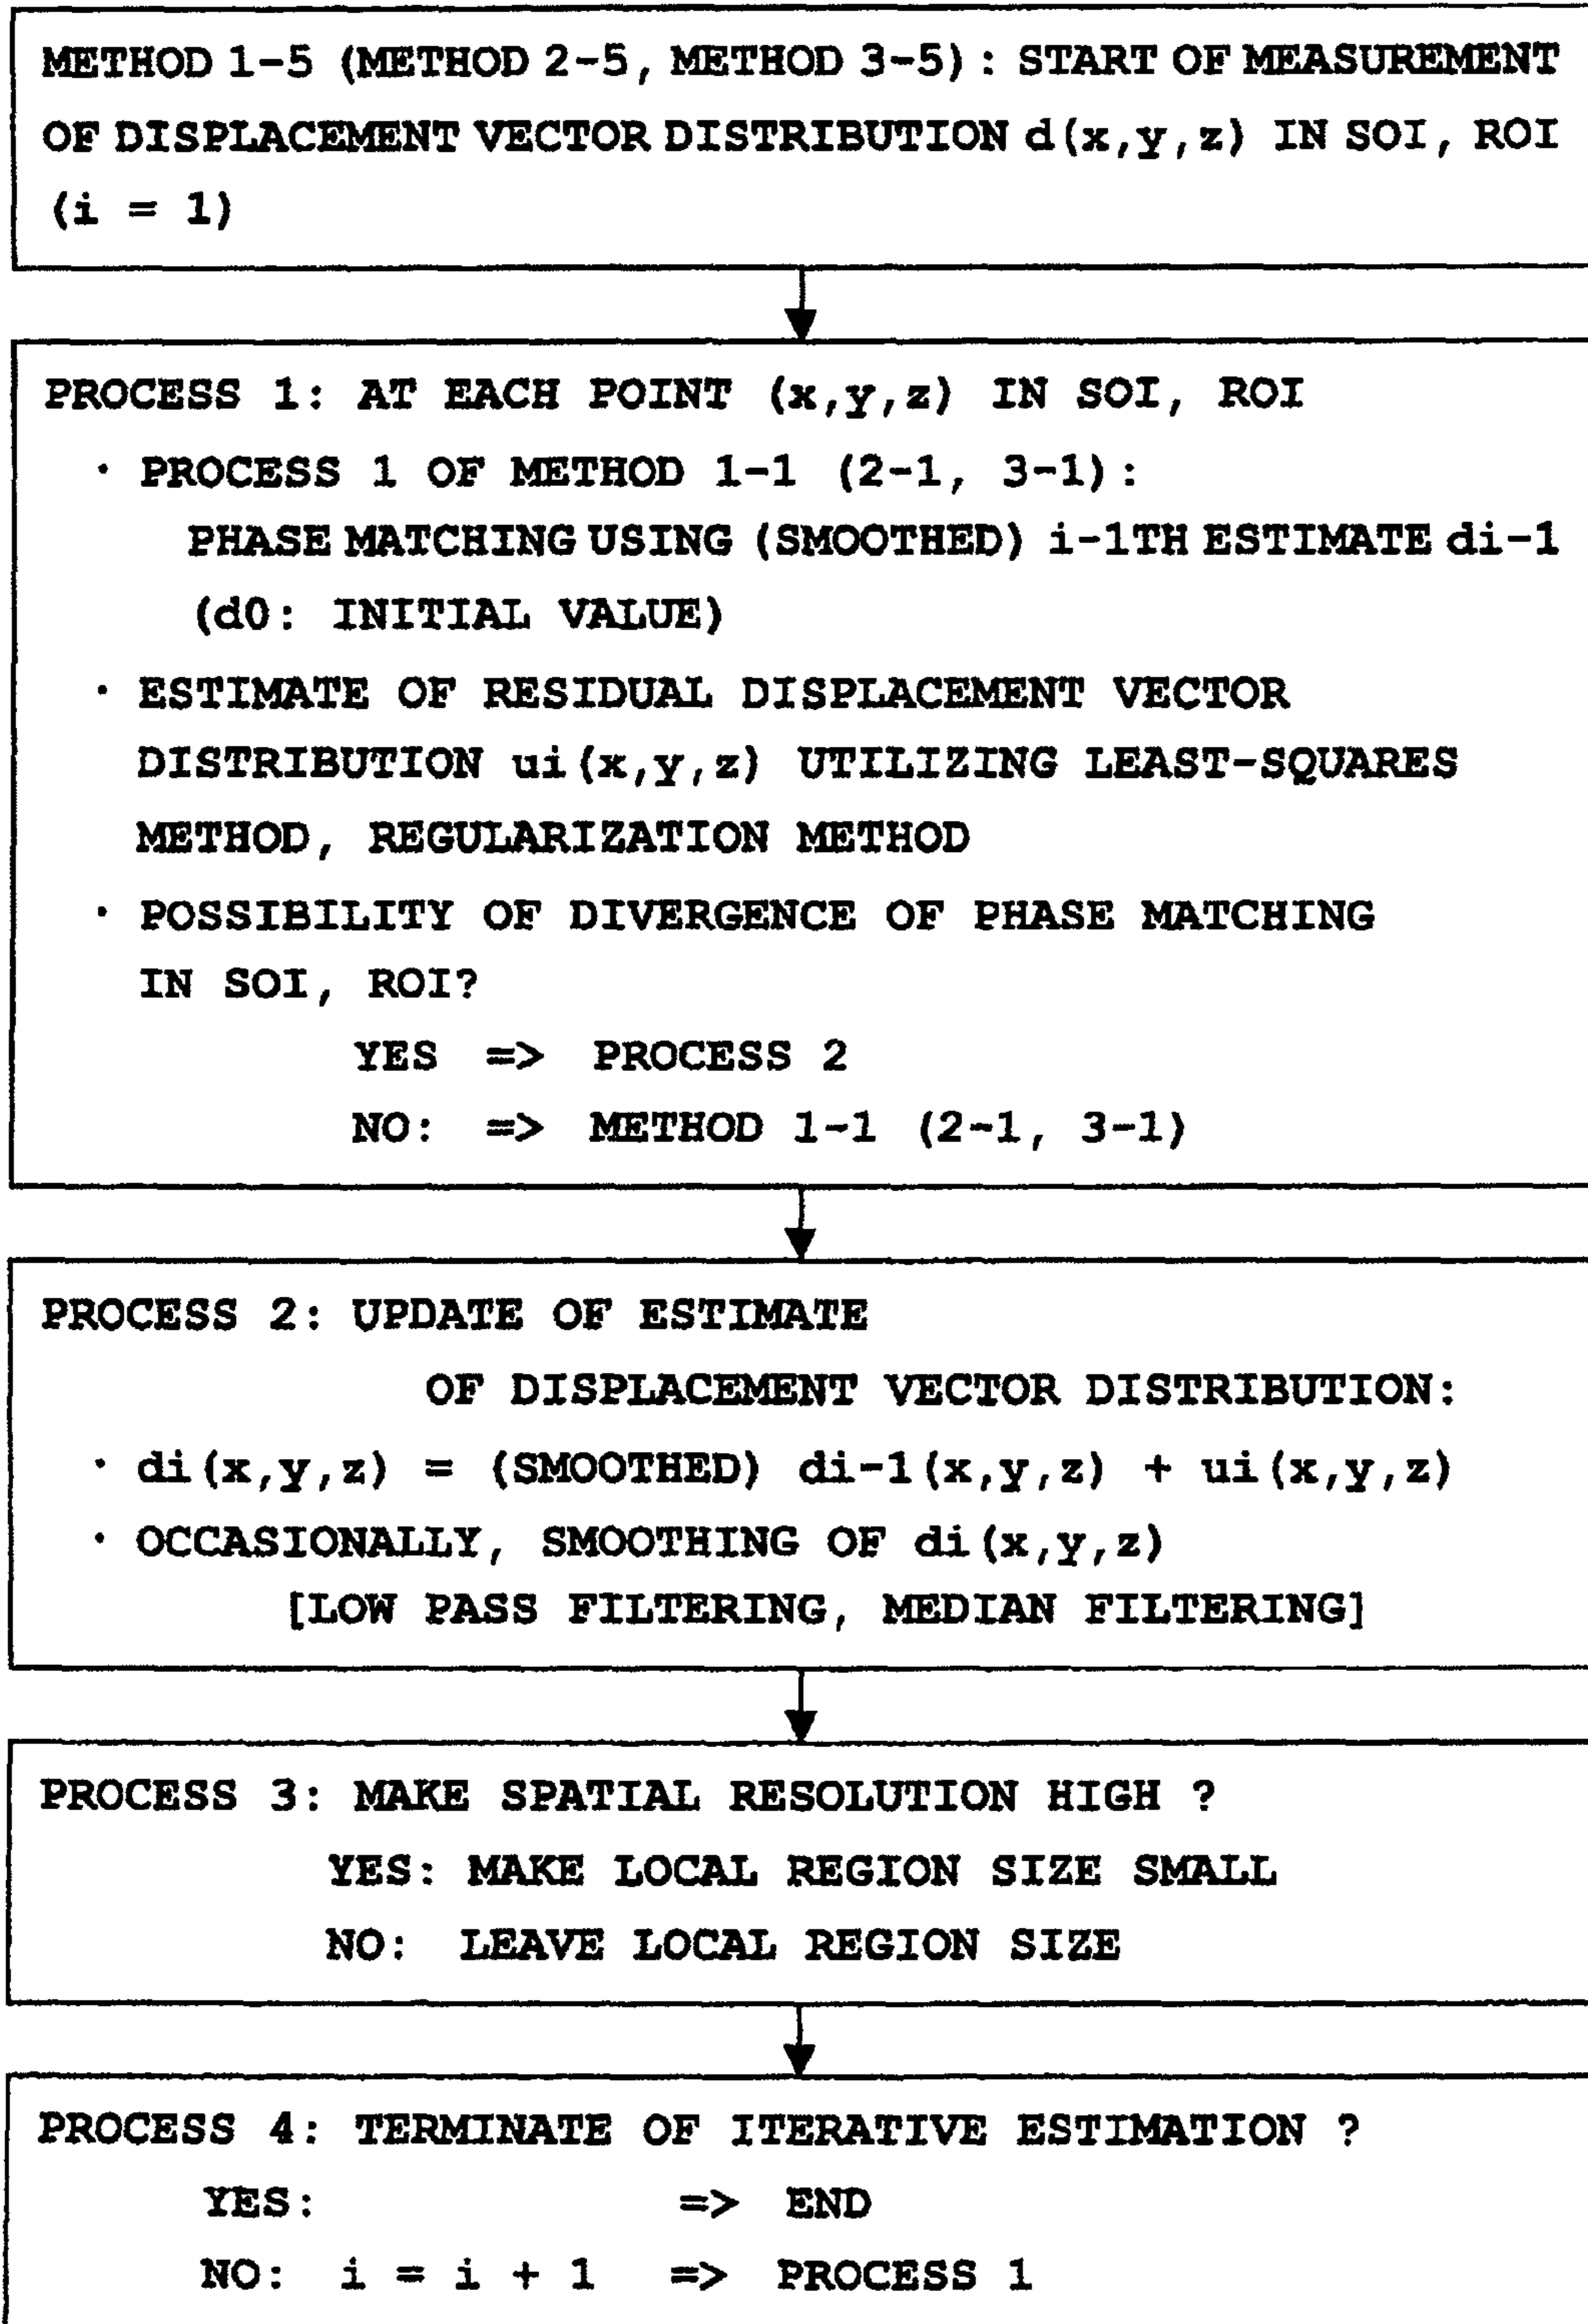 METHOD 1-5 (METHOD 2-5, METHOD 3-5): START OF MEASUREMENT
OF DISPLACEMENT VECTOR DISTRIBUTION d(x,y,z) IN SOI, ROI
(i = 1)
PROCESS 1: AT EACH POINT (x,y,z) IN SOI, ROI
· PROCESS 1 OF METHOD 1-1 (2-1, 3-1):
PHASE MATCHING USING (SMOOTHED) i-1TH ESTIMATE di-1
(d0: INITIAL VALUE)
· ESTIMATE OF RESIDUAL DISPLACEMENT VECTOR
DISTRIBUTION ui(x,y,z) UTILIZING LEAST-SQUARES
METHOD, REGULARIZATION METHOD
· POSSIBILITY OF DIVERGENCE OF PHASE MATCHING
IN SOI, ROI?
YES => PROCESS 2
NO: => METHOD 1-1 (2-1, 3-1)
PROCESS 2: UPDATE OF ESTIMATE
OF DISPLACEMENT VECTOR DISTRIBUTION:
· di(x,y,z) = (SMOOTHED) di-1(x,y,z) + ui(x,y,z)
· OCCASIONALLY, SMOOTHING OF di(x,y,z)
[LOW PASS FILTERING, MEDIAN FILTERING]
PROCESS 3: MAKE SPATIAL RESOLUTION HIGH ?
YES: MAKE LOCAL REGION SIZE SMALL
NO: LEAVE LOCAL REGION SIZE
PROCESS 4: TERMINATE OF ITERATIVE ESTIMATION ?
YES: => END
NO: i = i + 1 => PROCESS 1